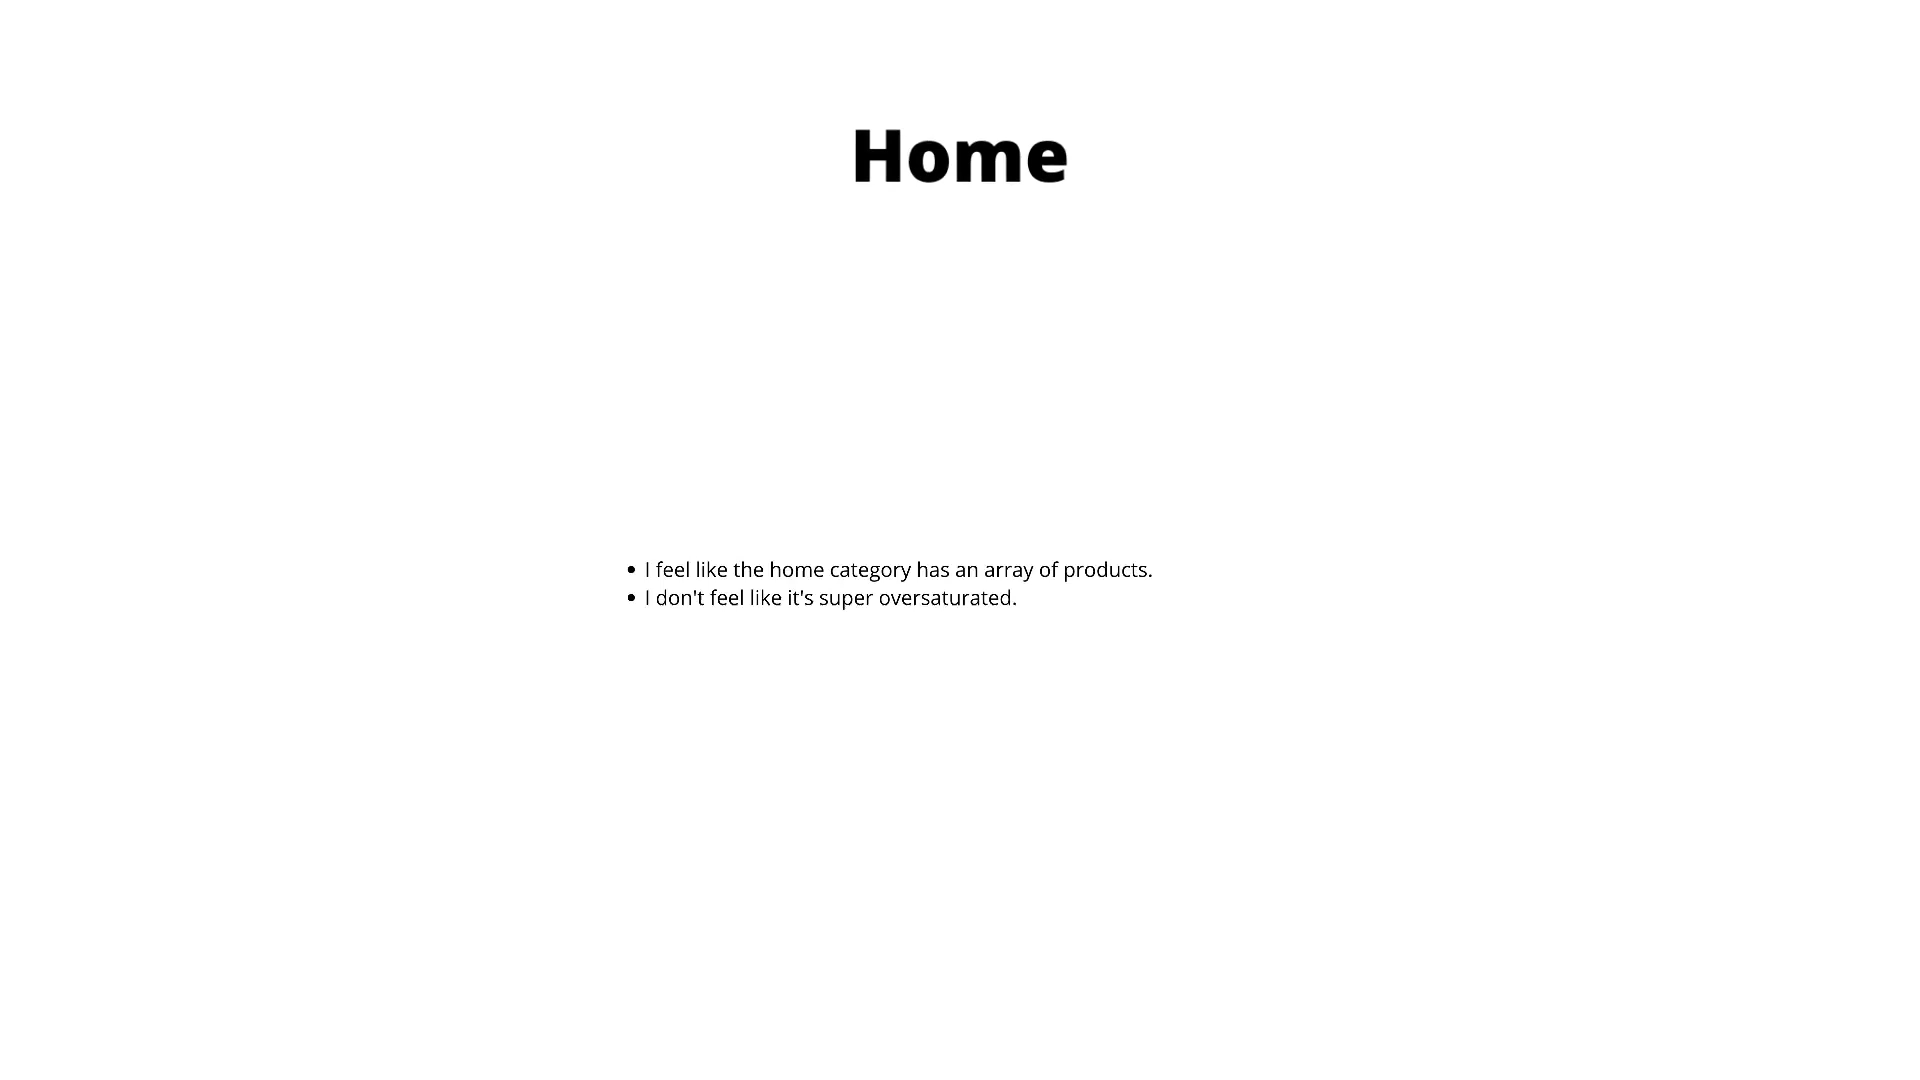 Home
• I feel like the home category has an array of products.
• I don't feel like it's super oversaturated.